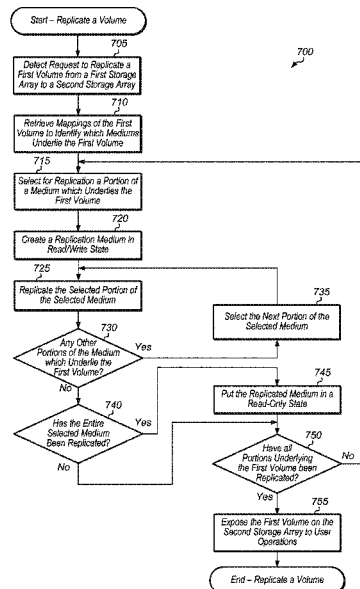 Start – Replicate a Volume
700
705
Detect Request to Replicate a
First Volume from a First Storage
Array to a Second Storage Array
710
Retrieve Mappings of the First
Volume to Identify which Mediums
Underlie the First Volume
715
Select for Replication a Portion of
a Medium which Underlies the
First Volume
720
Create a Replication Medium in
Read/Write State
725
Replicate the Selected Portion of
the Selected Medium
735
Select the Next Portion of the
Selected Medium
730
Any Other
Portions of the Medium
which Underlie the
First Volume?
Yes
No
740
Has the Entire
Selected Medium
Been Replicated?
Yes
No
745
Put the Replicated Medium in a
Read-Only State
750
Have all
Portions Underlying
the First Volume been
Replicated?
No
Yes
755
Expose the First Volume on the
Second Storage Array to User
Operations
End – Replicate a Volume